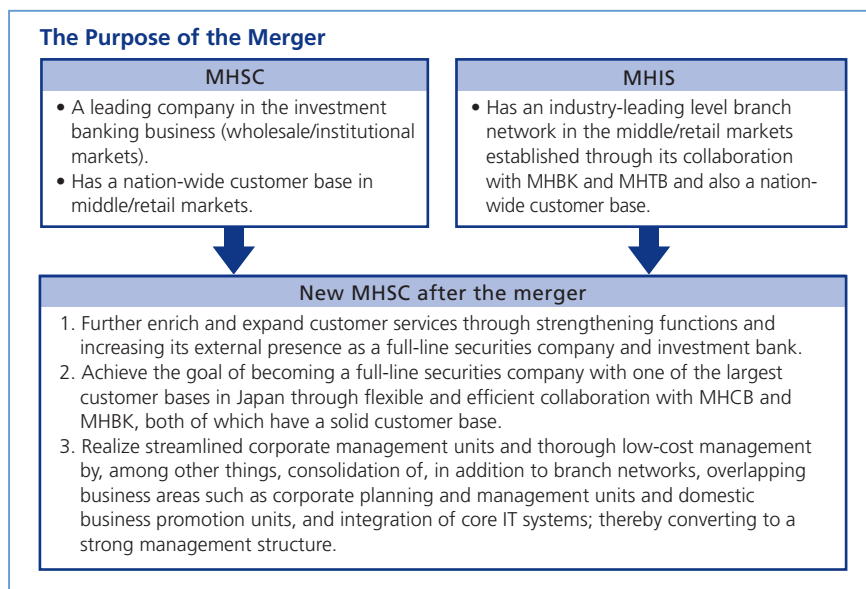 The Purpose of the Merger
MHSC
• A leading company in the investment
banking business (wholesale/institutional
markets).
• Has a nation-wide customer base in
middle/retail markets.
MHIS
• Has an industry-leading level branch
network in the middle/retail markets
established through its collaboration
with MHBK and MHTB and also a nation-
wide customer base.
New MHSC after the merger
1. Further enrich and expand customer services through strengthening functions and
increasing its external presence as a full-line securities company and investment bank.
2. Achieve the goal of becoming a full-line securities company with one of the largest
customer bases in Japan through flexible and efficient collaboration with MHCB and
MHBK, both of which have a solid customer base.
3. Realize streamlined corporate management units and thorough low-cost management
by, among other things, consolidation of, in addition to branch networks, overlapping
business areas such as corporate planning and management units and domestic
business promotion units, and integration of core IT systems; thereby converting to a
strong management structure.